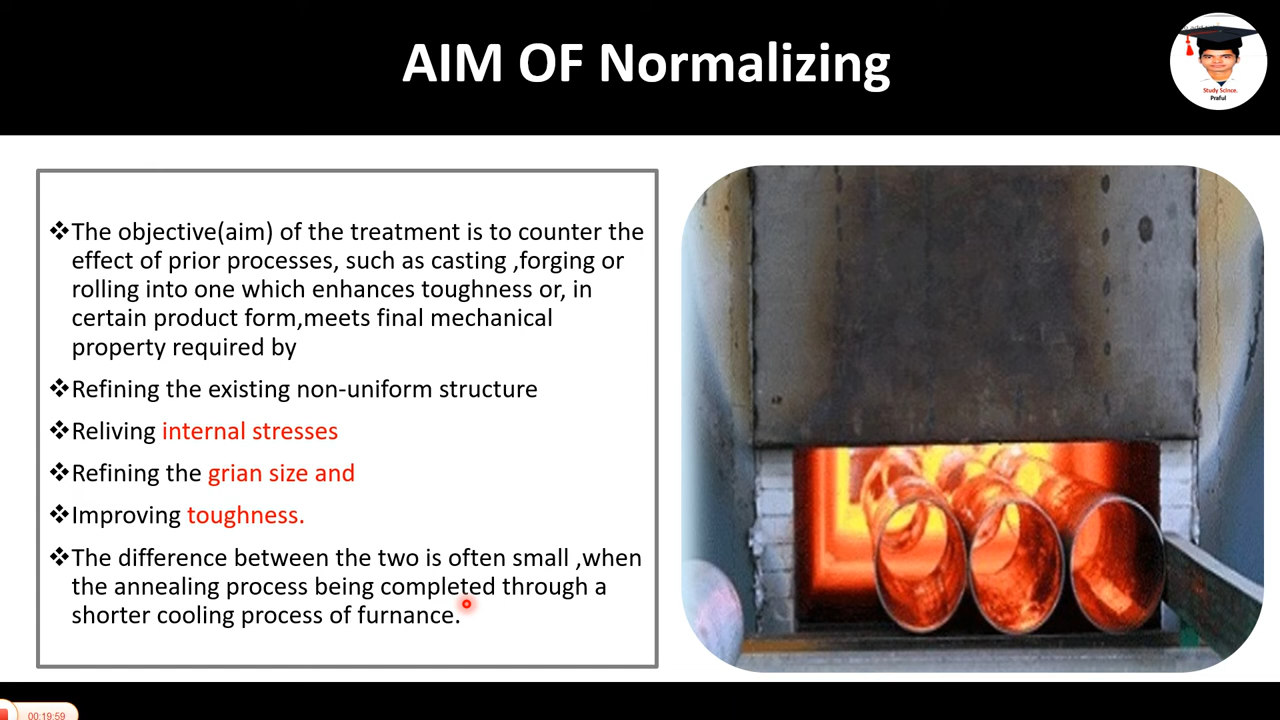 AIM OF Normalizing
Study Scince.
Praful
❖The objective(aim) of the treatment is to counter the
effect of prior processes, such as casting ,forging or
rolling into one which enhances toughness or, in
certain product form,meets final mechanical
property required by
❖Refining the existing non-uniform structure
❖Reliving internal stresses
❖Refining the grian size and
❖Improving toughness.
❖The difference between the two is often small ,when
the annealing process being completed through a
shorter cooling process of furnance.
00:19:59